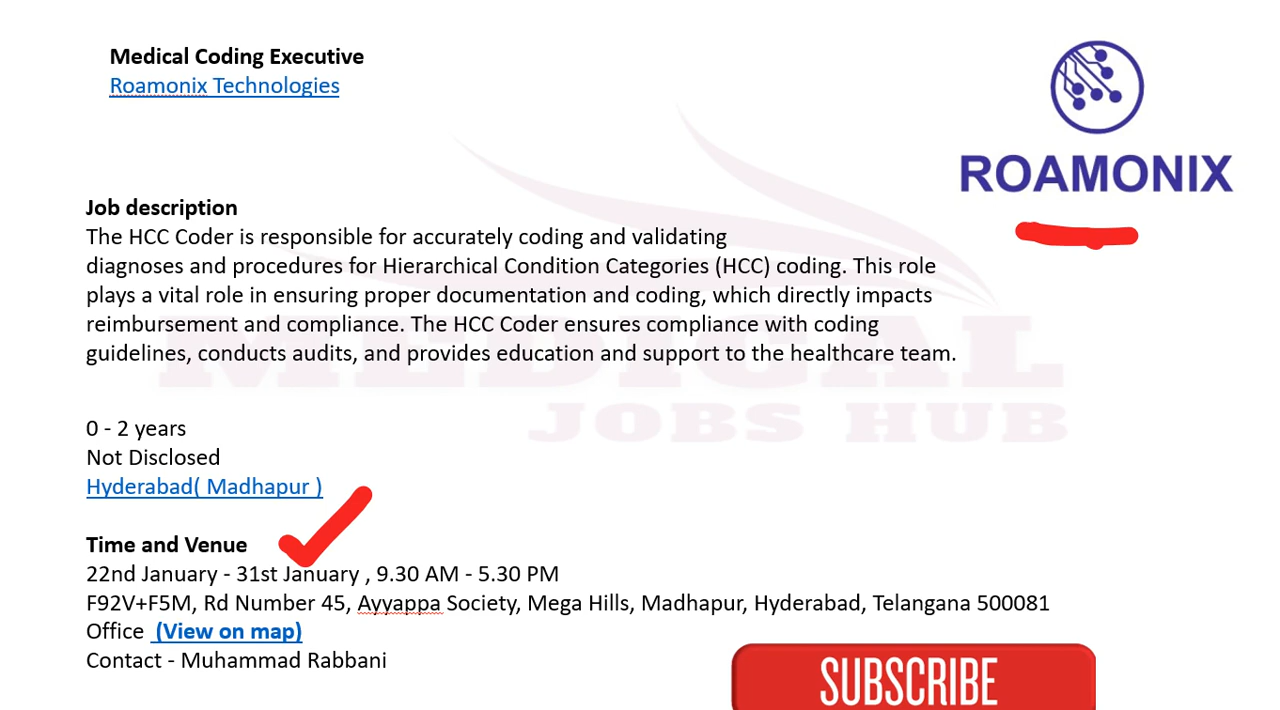 Medical Coding Executive
Roamonix Technologies
ROAMONIX
Job description
The HCC Coder is responsible for accurately coding and validating
diagnoses and procedures for Hierarchical Condition Categories (HCC) coding. This role
plays a vital role in ensuring proper documentation and coding, which directly impacts
reimbursement and compliance. The HCC Coder ensures compliance with coding
guidelines, conducts audits, and provides education and support to the healthcare team.
MEDICAL
JOBS HUB
0 - 2 years
Not Disclosed
Hyderabad( Madhapur )
Time and Venue
22nd January - 31st January , 9.30 AM - 5.30 PM
F92V+F5M, Rd Number 45, Ayyappa Society, Mega Hills, Madhapur, Hyderabad, Telangana 500081
Office (View on map)
Contact - Muhammad Rabbani
SUBSCRIBE